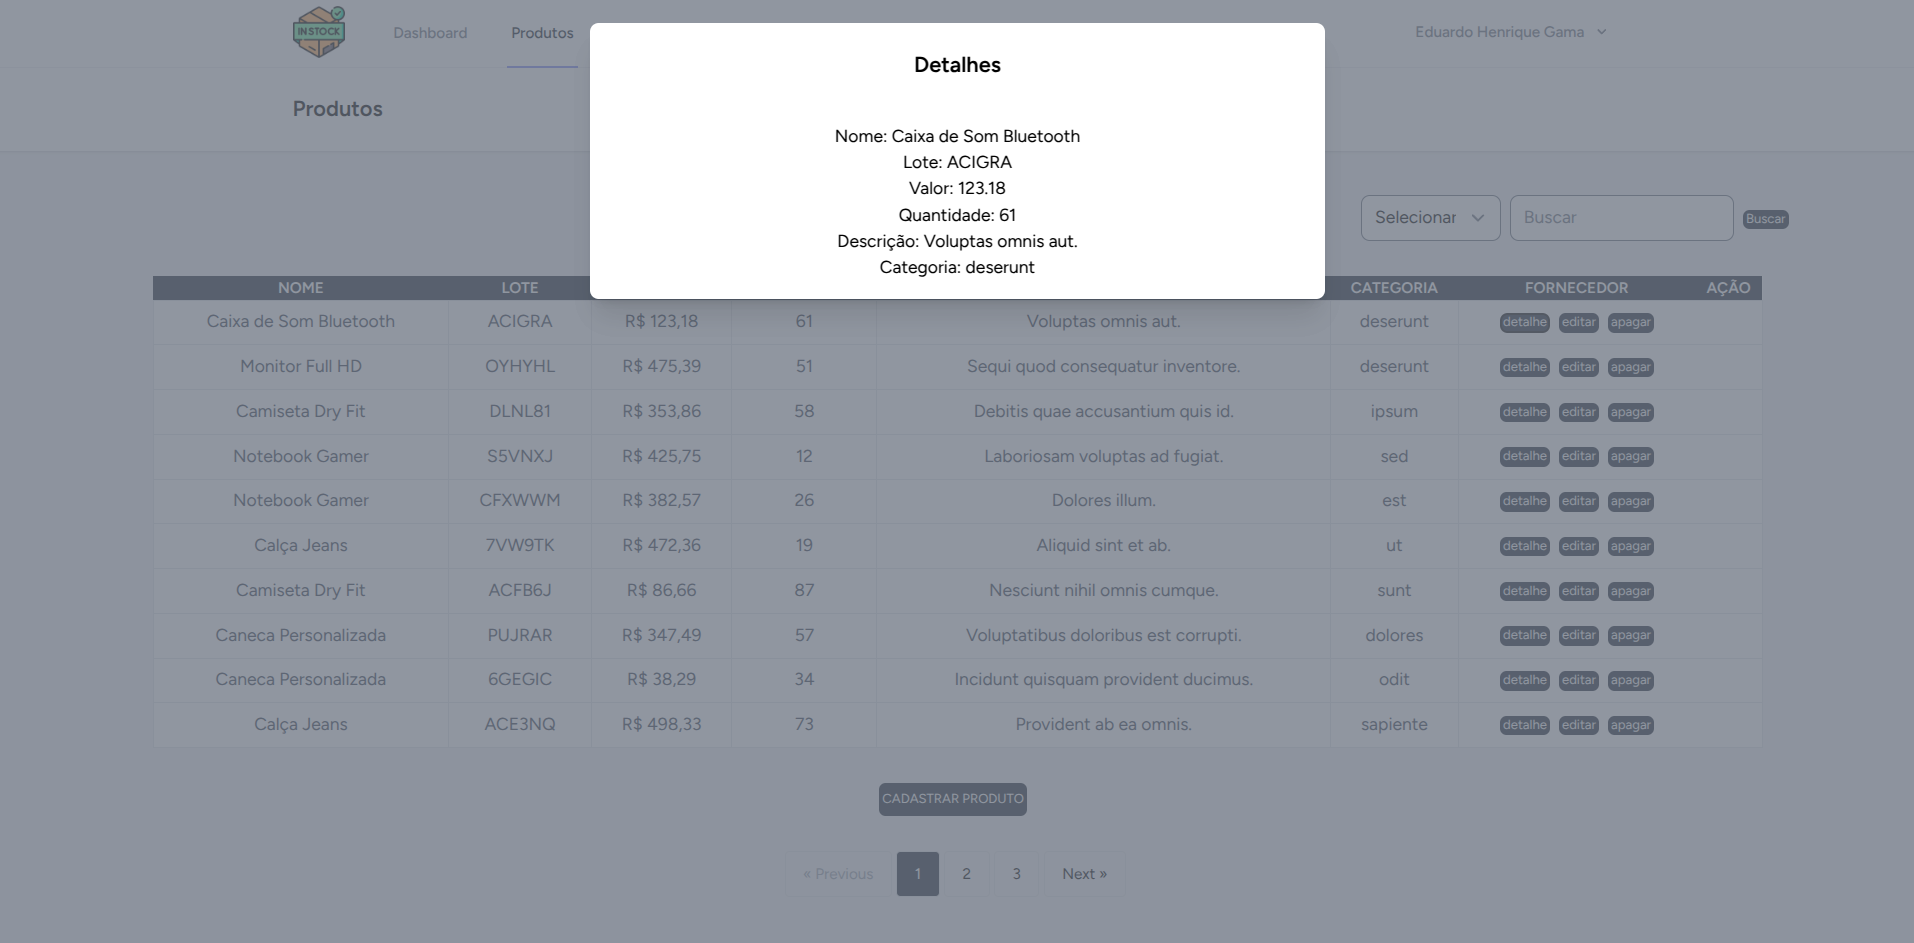 IN STOCK
Dashboard
Produtos
Eduardo Henrique Gama
Produtos
Detalhes
Nome: Caixa de Som Bluetooth
Lote: ACIGRA
Valor: 123.18
Quantidade: 61
Descrição: Voluptas omnis aut.
Categoria: deserunt
Selecionar
Buscar
Buscar
NOME LOTE CATEGORIA FORNECEDOR AÇÃO
Caixa de Som Bluetooth ACIGRA R$ 123,18 61 Voluptas omnis aut. deserunt detalhe editar apagar
Monitor Full HD OYHYHL R$ 475,39 51 Sequi quod consequatur inventore. deserunt detalhe editar apagar
Camiseta Dry Fit DLNL81 R$ 353,86 58 Debitis quae accusantium quis id. ipsum detalhe editar apagar
Notebook Gamer S5VNXJ R$ 425,75 12 Laboriosam voluptas ad fugiat. sed detalhe editar apagar
Notebook Gamer CFXWWM R$ 382,57 26 Dolores illum. est detalhe editar apagar
Calça Jeans 7VW9TK R$ 472,36 19 Aliquid sint et ab. ut detalhe editar apagar
Camiseta Dry Fit ACFB6J R$ 86,66 87 Nesciunt nihil omnis cumque. sunt detalhe editar apagar
Caneca Personalizada PUJRAR R$ 347,49 57 Voluptatibus doloribus est corrupti. dolores detalhe editar apagar
Caneca Personalizada 6GEGIC R$ 38,29 34 Incidunt quisquam provident ducimus. odit detalhe editar apagar
Calça Jeans ACE3NQ R$ 498,33 73 Provident ab ea omnis. sapiente detalhe editar apagar
CADASTRAR PRODUTO
« Previous 1 2 3 Next »